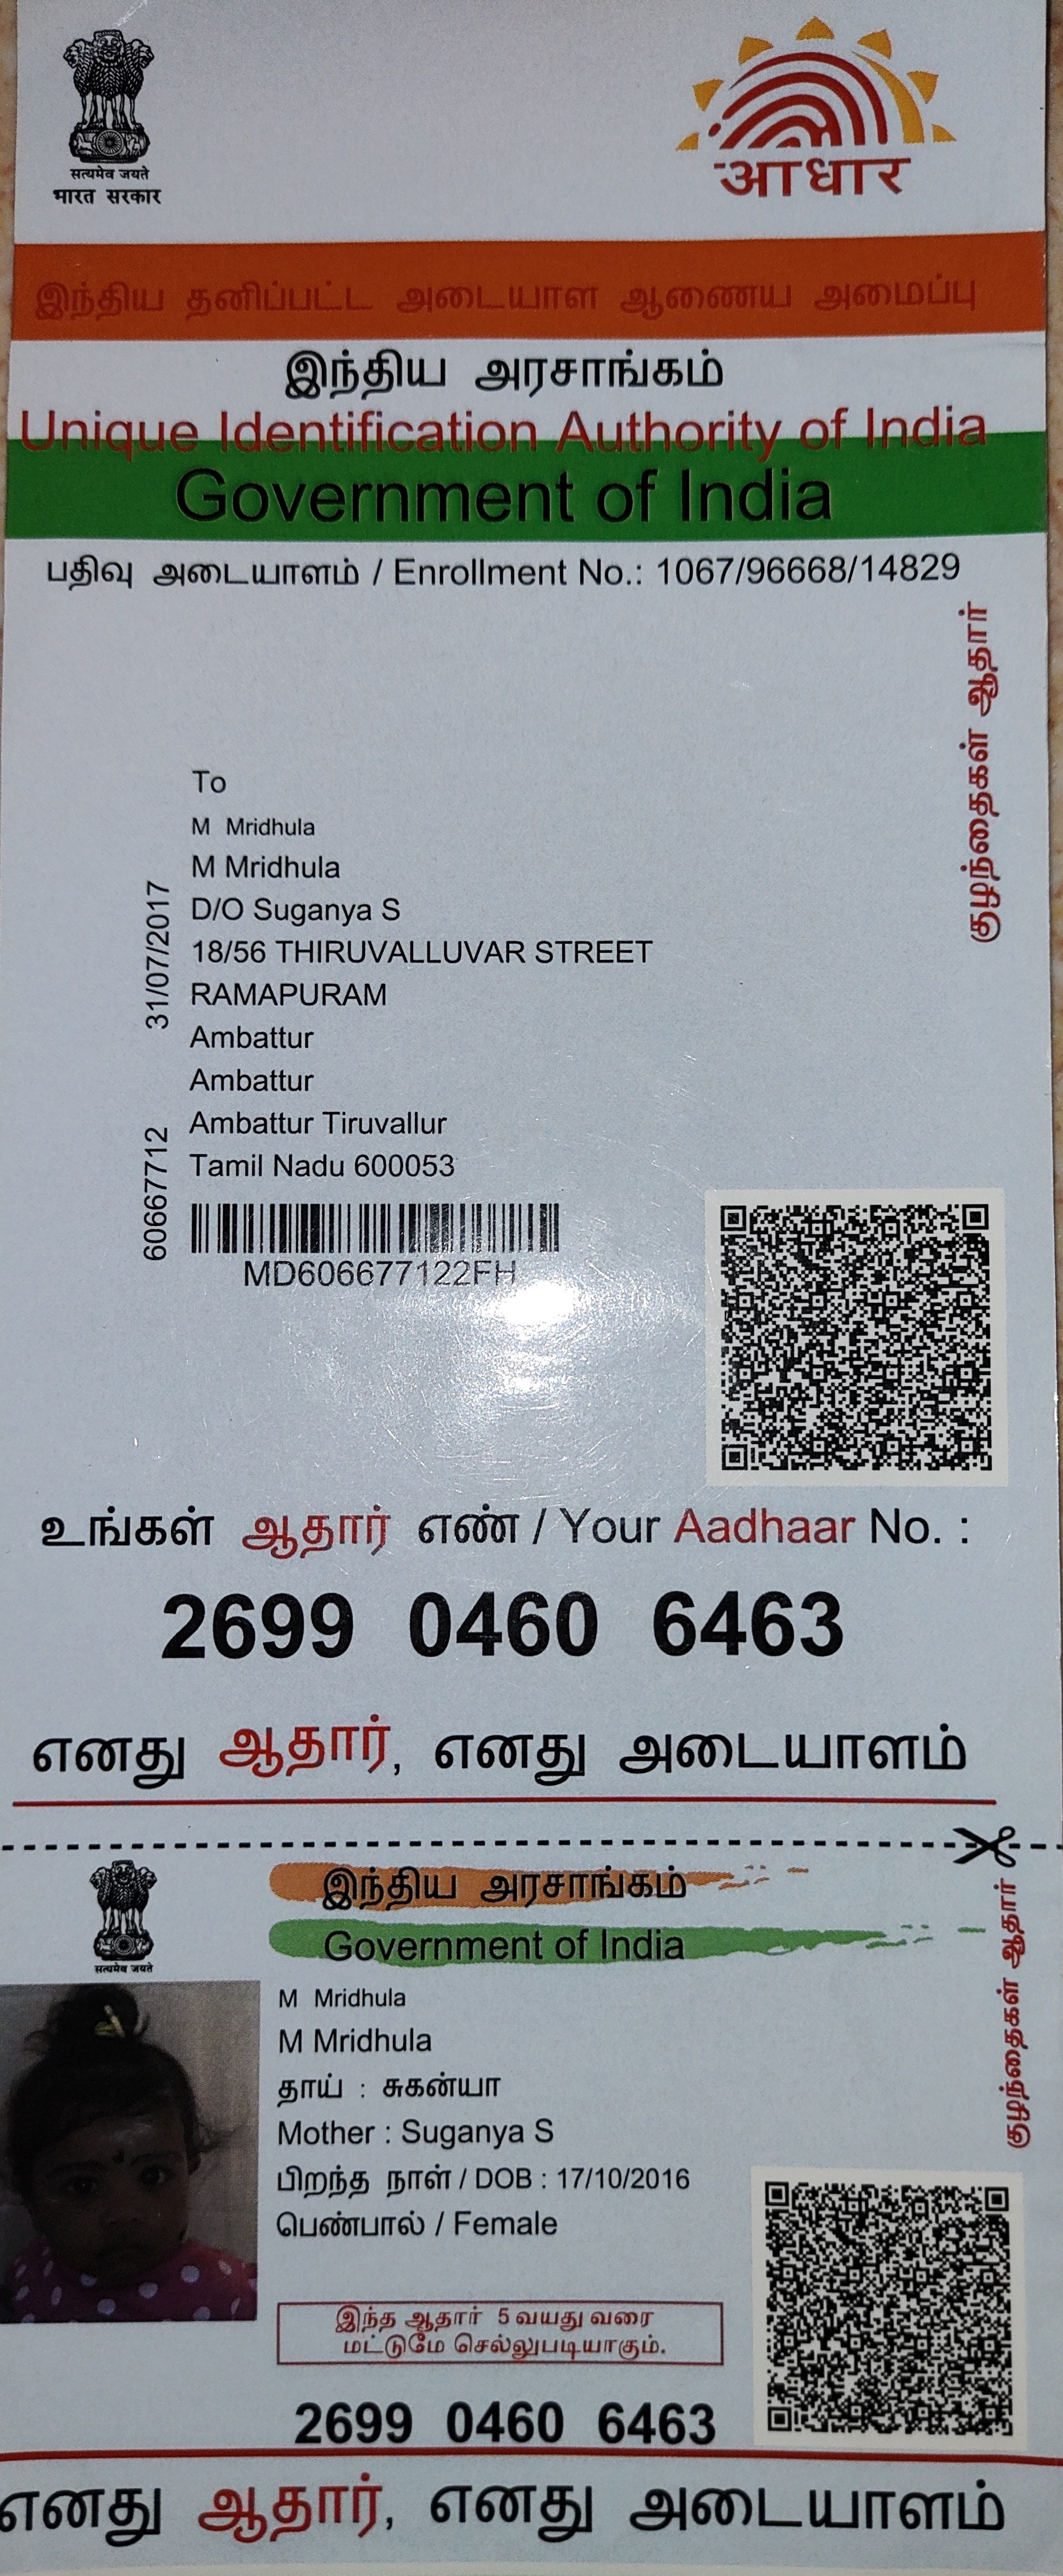 सत्यमेव जयते
भारत सरकार
आधार
இந்திய தனிப்பட்ட அடையாள ஆணைய அமைப்பு
இந்திய அரசாங்கம்
Unique Identification Authority of India
Government of India
பதிவு அடையாளம் / Enrollment No.: 1067/96668/14829
குழந்தைகள் ஆதார்
To
M Mridhula
M Mridhula
D/O Suganya S
18/56 THIRUVALLUVAR STREET
RAMAPURAM
Ambattur
Ambattur
Ambattur Tiruvallur
Tamil Nadu 600053
31/07/2017
60667712
MD606677122FH
உங்கள் ஆதார் எண் / Your Aadhaar No. :
2699 0460 6463
எனது ஆதார், எனது அடையாளம்
सत्यमेव जयते
இந்திய அரசாங்கம்
Government of India
குழந்தைகள் ஆதார்
M Mridhula
M Mridhula
தாய் : சுகன்யா
Mother : Suganya S
பிறந்த நாள் / DOB : 17/10/2016
பெண்பால் / Female
இந்த ஆதார் 5 வயது வரை
மட்டுமே செல்லுபடியாகும்.
2699 0460 6463
எனது ஆதார், எனது அடையாளம்